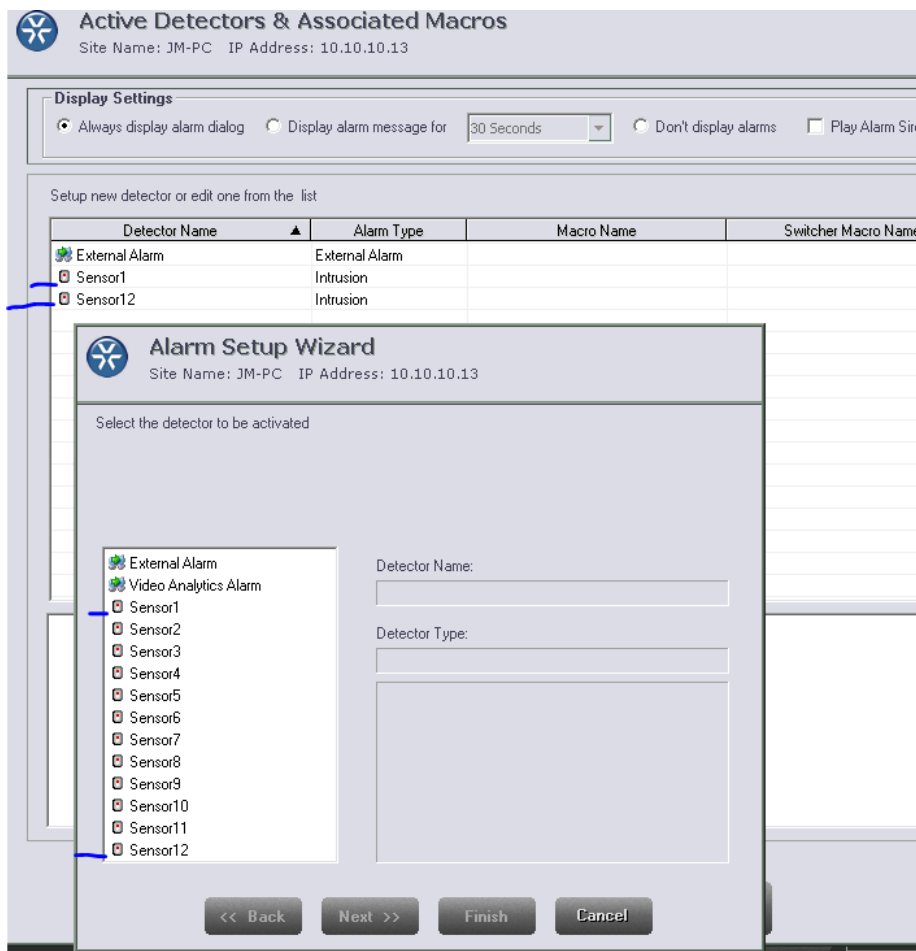 Active Detectors & Associated Macros
Site Name: JM-PC IP Address: 10.10.10.13
Display Settings
Always display alarm dialog Display alarm message for 30 Seconds Don't display alarms Play Alarm Sire
Setup new detector or edit one from the list
Detector Name Alarm Type Macro Name Switcher Macro Name
External Alarm External Alarm
Sensor1 Intrusion
Sensor12 Intrusion
Alarm Setup Wizard
Site Name: JM-PC IP Address: 10.10.10.13
Select the detector to be activated
External Alarm
Video Analytics Alarm
Sensor1
Sensor2
Sensor3
Sensor4
Sensor5
Sensor6
Sensor7
Sensor8
Sensor9
Sensor10
Sensor11
Sensor12
Detector Name:
Detector Type:
<< Back Next >> Finish Cancel